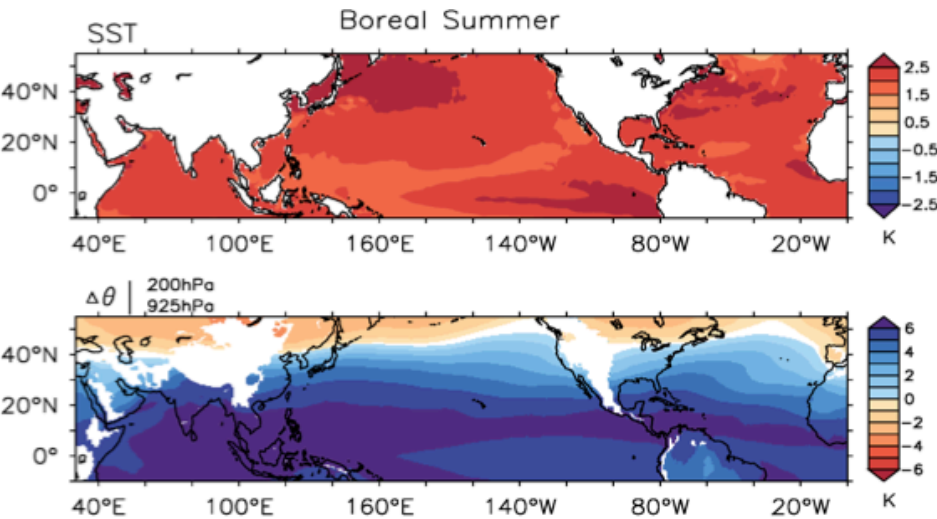 Boreal Summer
SST
40°N
20°N
0°
40°E 100°E 160°E 140°W 80°W 20°W
2.5
1.5
0.5
−0.5
−1.5
−2.5
K
Δθ | 200hPa
925hPa
40°N
20°N
0°
40°E 100°E 160°E 140°W 80°W 20°W
6
4
2
0
−2
−4
−6
K